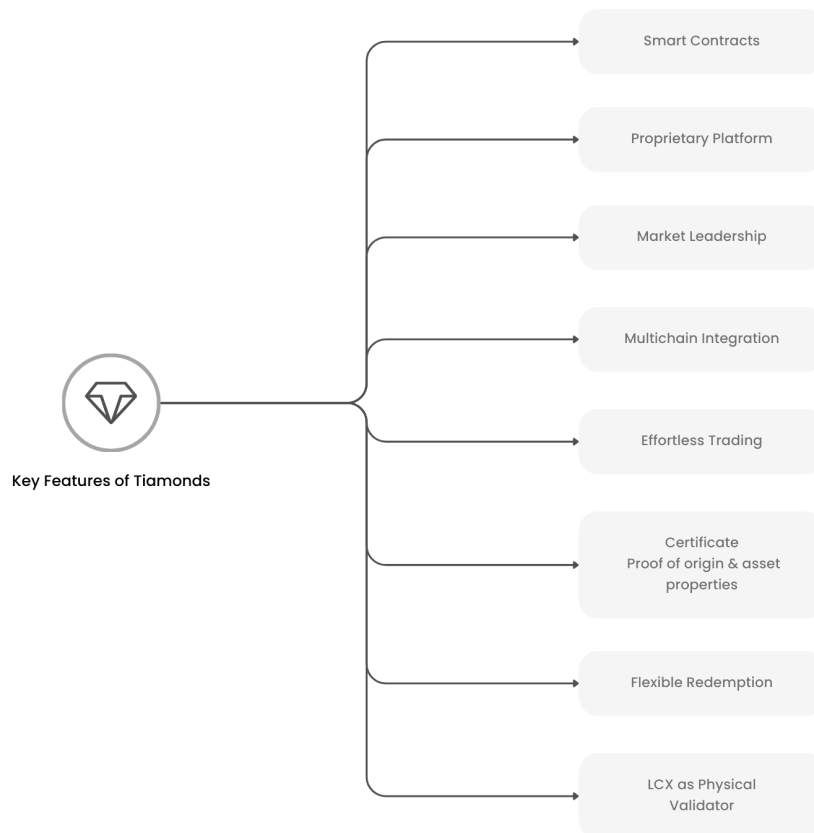 Smart Contracts
Proprietary Platform
Market Leadership
Multichain Integration
Effortless Trading
Key Features of Tiamonds
Certificate
Proof of origin & asset
properties
Flexible Redemption
LCX as Physical
Validator